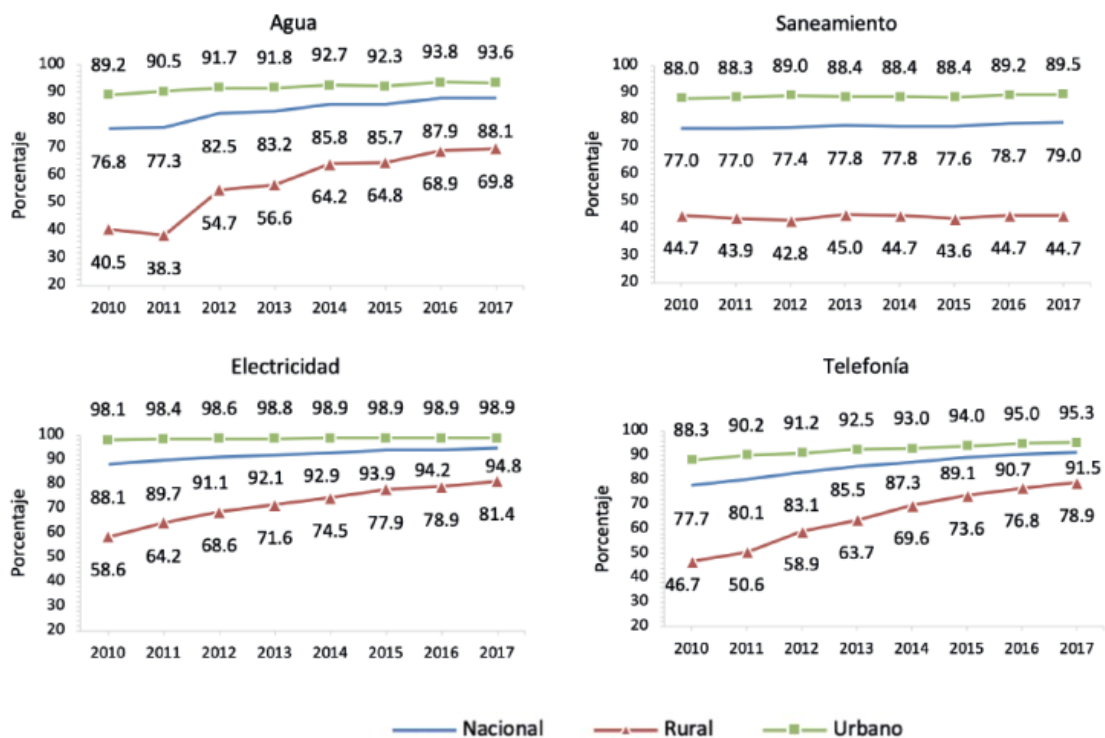 Agua
Porcentaje
100
90
80
70
60
50
40
30
20
89.2 90.5 91.7 91.8 92.7 92.3 93.8 93.6
76.8 77.3 82.5 83.2 85.8 85.7 87.9 88.1
40.5 38.3 54.7 56.6 64.2 64.8 68.9 69.8
2010 2011 2012 2013 2014 2015 2016 2017
Saneamiento
Porcentaje
100
90
80
70
60
50
40
30
20
88.0 88.3 89.0 88.4 88.4 88.4 89.2 89.5
77.0 77.0 77.4 77.8 77.8 77.6 78.7 79.0
44.7 43.9 42.8 45.0 44.7 43.6 44.7 44.7
2010 2011 2012 2013 2014 2015 2016 2017
Electricidad
Porcentaje
100
90
80
70
60
50
40
30
20
98.1 98.4 98.6 98.8 98.9 98.9 98.9 98.9
88.1 89.7 91.1 92.1 92.9 93.9 94.2 94.8
58.6 64.2 68.6 71.6 74.5 77.9 78.9 81.4
2010 2011 2012 2013 2014 2015 2016 2017
Telefonía
Porcentaje
100
90
80
70
60
50
40
30
20
88.3 90.2 91.2 92.5 93.0 94.0 95.0 95.3
77.7 80.1 83.1 85.5 87.3 89.1 90.7 91.5
46.7 50.6 58.9 63.7 69.6 73.6 76.8 78.9
2010 2011 2012 2013 2014 2015 2016 2017
Nacional Rural Urbano